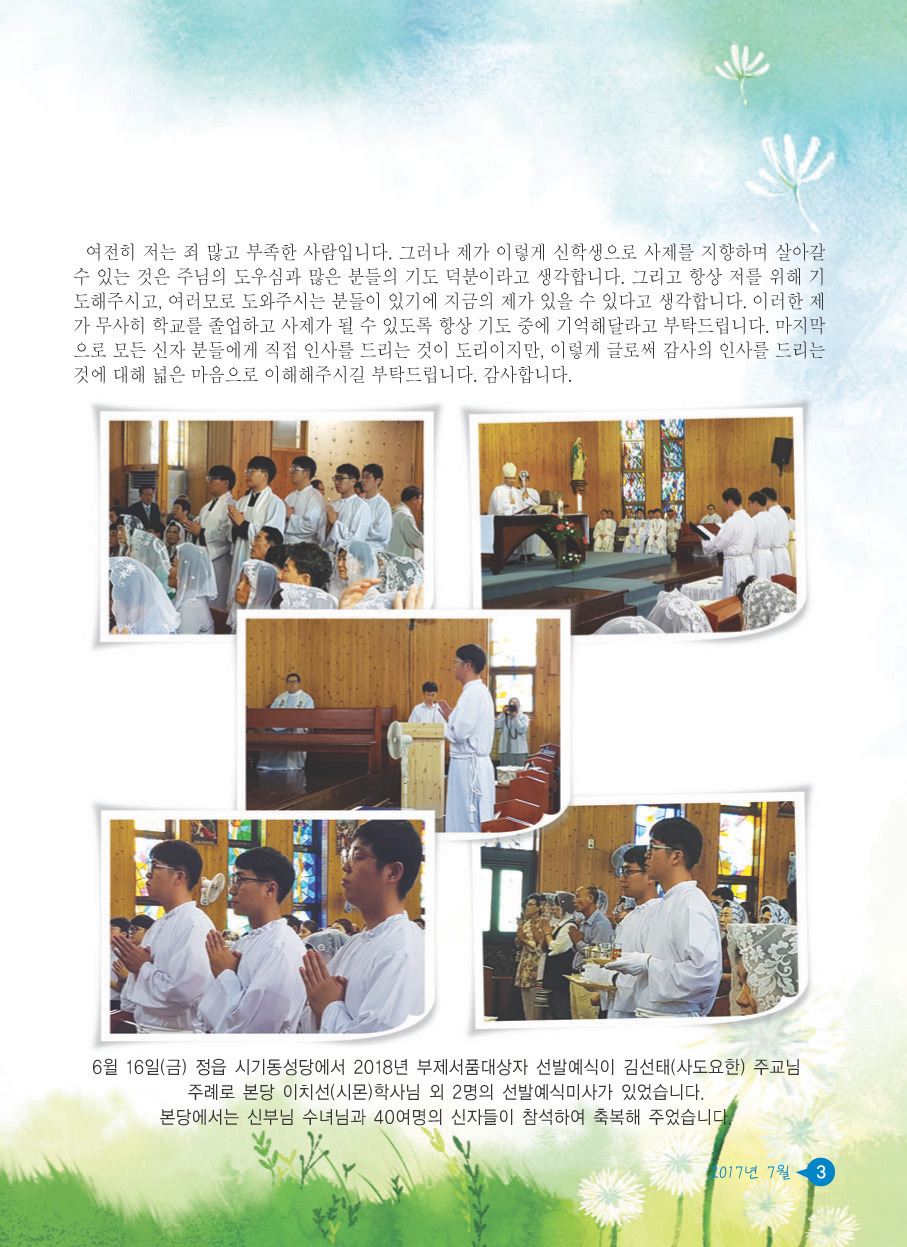 여전히 저는 죄 많고 부족한 사람입니다. 그러나 제가 이렇게 신학생으로 사제를 지향하며 살아갈
수 있는 것은 주님의 도우심과 많은 분들의 기도 덕분이라고 생각합니다. 그리고 항상 저를 위해 기
도해주시고, 여러모로 도와주시는 분들이 있기에 지금의 제가 있을 수 있다고 생각합니다. 이러한 제
가 무사히 학교를 졸업하고 사제가 될 수 있도록 항상 기도 중에 기억해달라고 부탁드립니다. 마지막
으로 모든 신자 분들에게 직접 인사를 드리는 것이 도리이지만, 이렇게 글로써 감사의 인사를 드리는
것에 대해 넓은 마음으로 이해해주시길 부탁드립니다. 감사합니다.
6월 16일(금) 정읍 시기동성당에서 2018년 부제서품대상자 선발예식이 김선태(사도요한) 주교님
주례로 본당 이치선(시몬)학사님 외 2명의 선발예식미사가 있었습니다.
본당에서는 신부님 수녀님과 40여명의 신자들이 참석하여 축복해 주었습니다.
2017년 7월 3